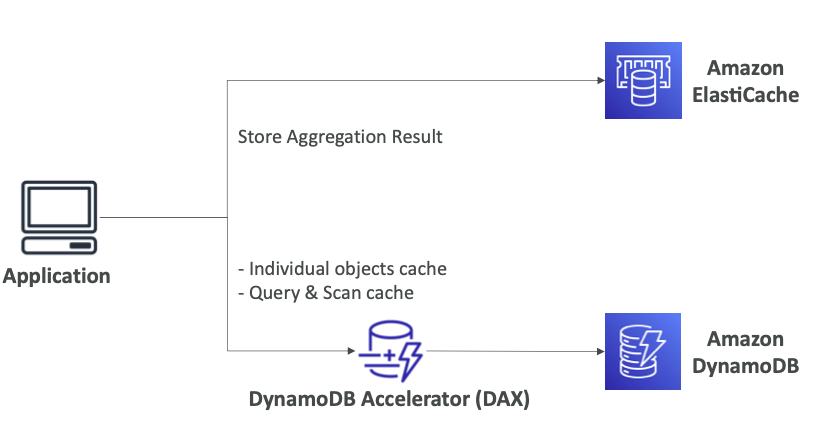 Amazon
ElastiCache
Store Aggregation Result
Application
- Individual objects cache
- Query & Scan cache
Amazon
DynamoDB
DynamoDB Accelerator (DAX)